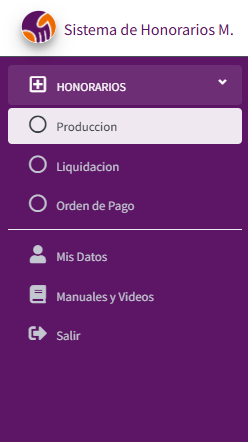 Sistema de Honorarios M.
HONORARIOS
Produccion
Liquidacion
Orden de Pago
Mis Datos
Manuales y Videos
Salir